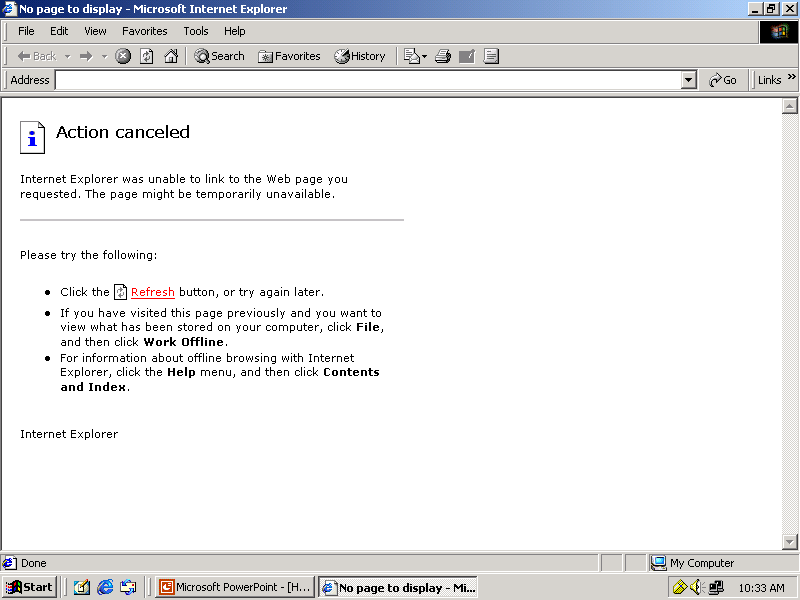 No page to display - Microsoft Internet Explorer
File Edit View Favorites Tools Help
Back Search Favorites History
Address Go Links »
Action canceled
Internet Explorer was unable to link to the Web page you
requested. The page might be temporarily unavailable.
Please try the following:
• Click the Refresh button, or try again later.
• If you have visited this page previously and you want to
view what has been stored on your computer, click File,
and then click Work Offline.
• For information about offline browsing with Internet
Explorer, click the Help menu, and then click Contents
and Index.
Internet Explorer
Done My Computer
Start Microsoft PowerPoint - [H... No page to display - Mi... 10:33 AM